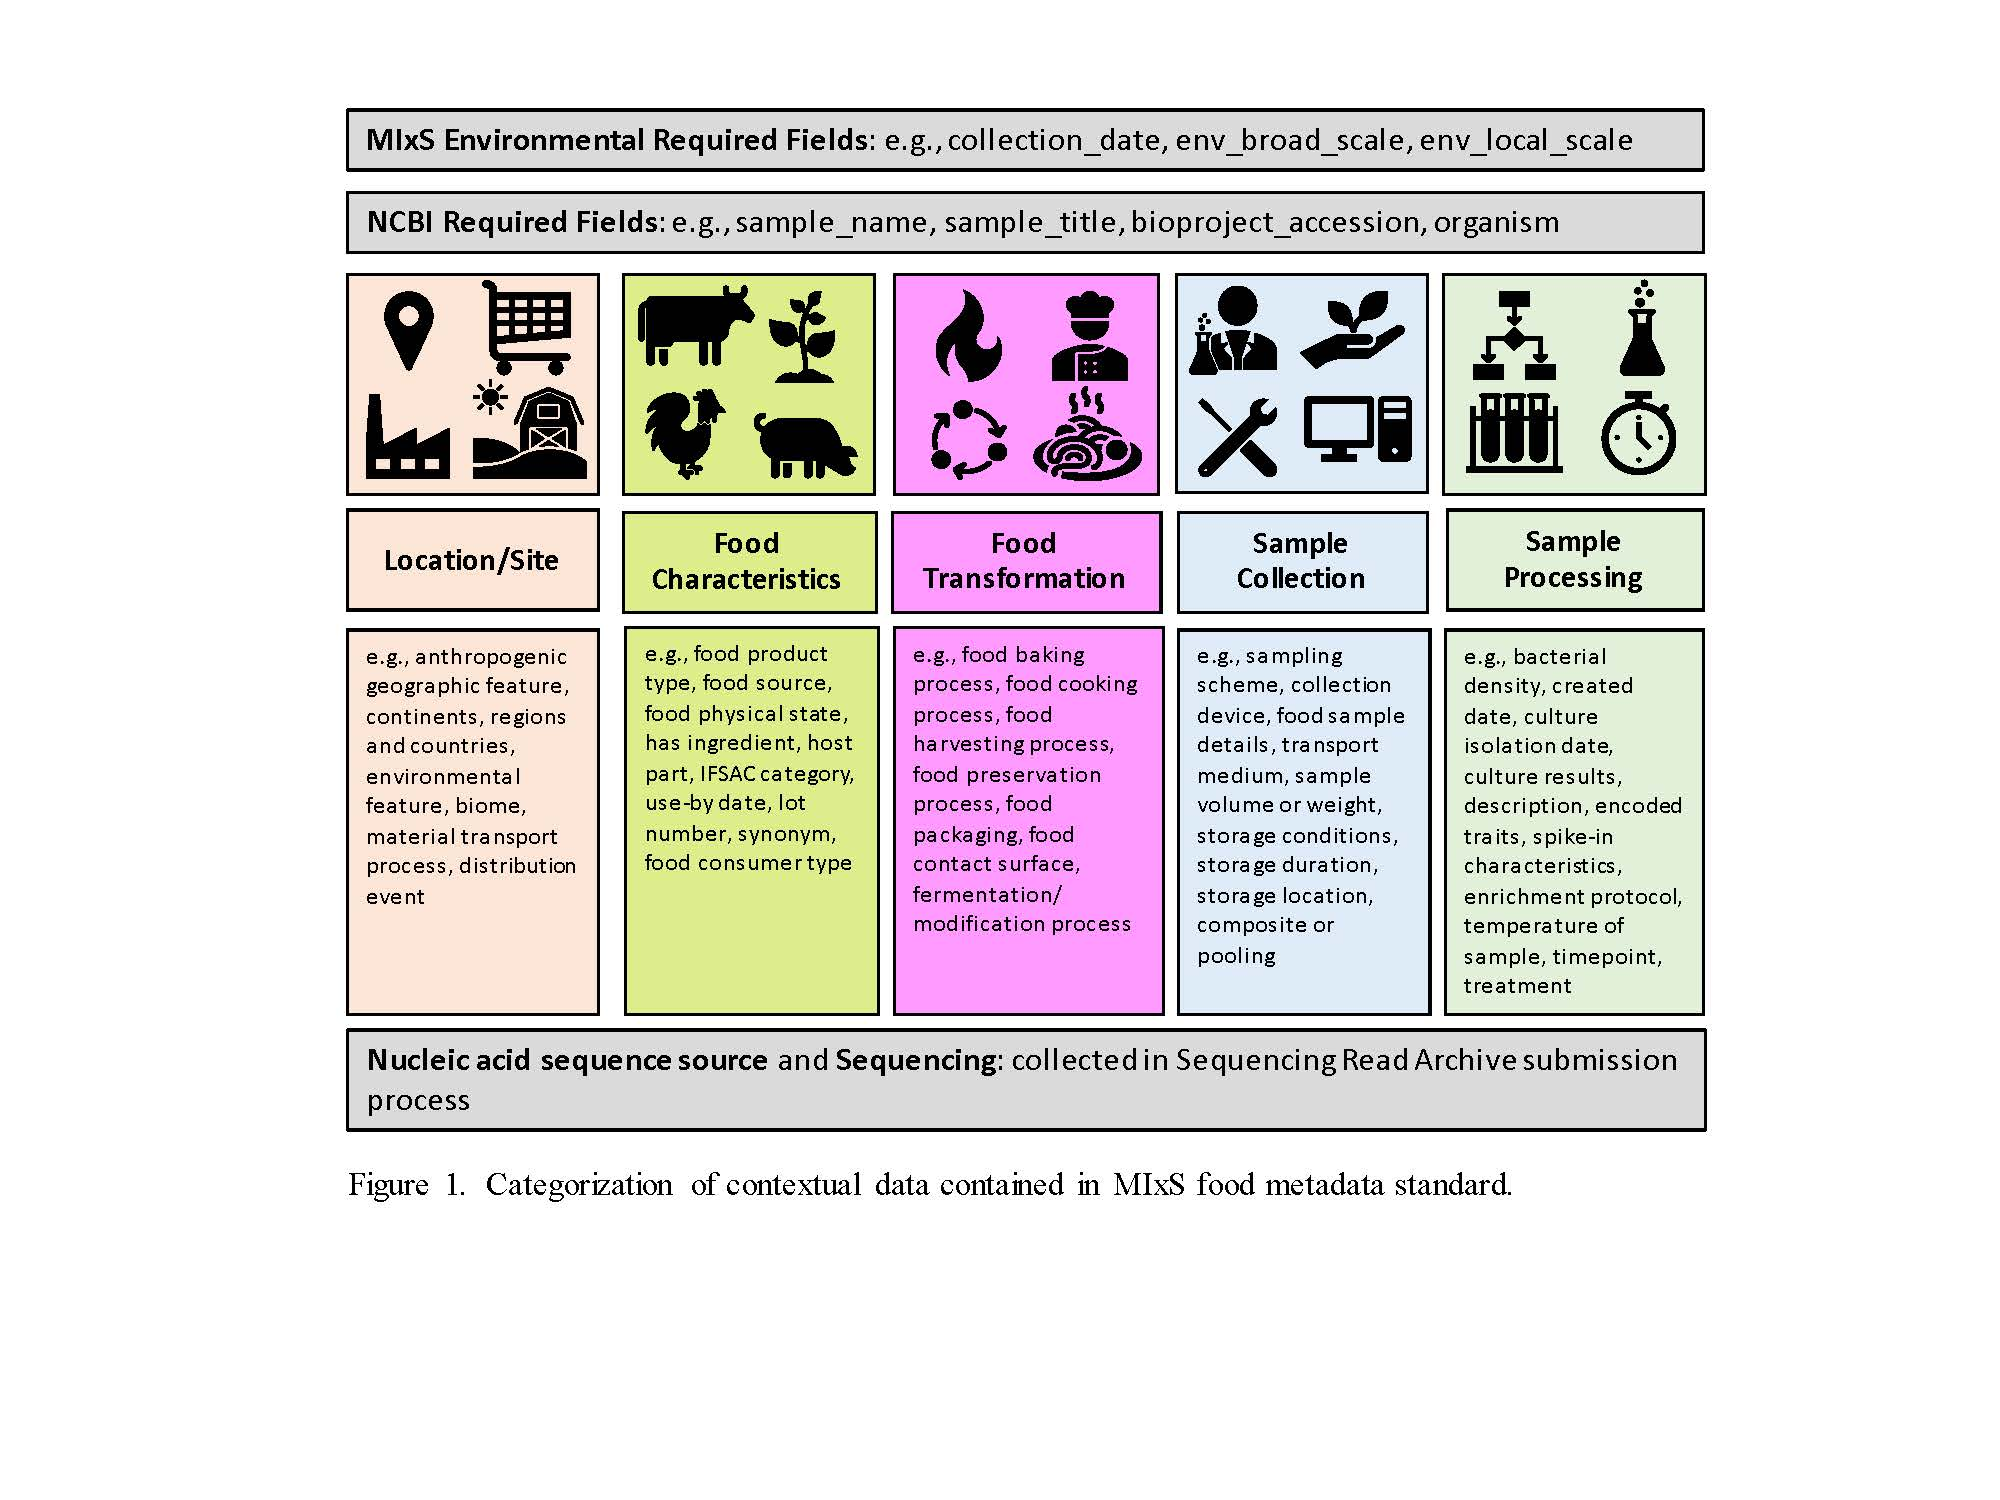 MIxS Environmental Required Fields: e.g., collection_date, env_broad_scale, env_local_scale
NCBI Required Fields: e.g., sample_name, sample_title, bioproject_accession, organism
Location/Site
Food
Characteristics
Food
Transformation
Sample
Collection
Sample
Processing
e.g., anthropogenic
geographic feature,
continents, regions
and countries,
environmental
feature, biome,
material transport
process, distribution
event
e.g., food product
type, food source,
food physical state,
has ingredient, host
part, IFSAC category,
use-by date, lot
number, synonym,
food consumer type
e.g., food baking
process, food cooking
process, food
harvesting process,
food preservation
process, food
packaging, food
contact surface,
fermentation/
modification process
e.g., sampling
scheme, collection
device, food sample
details, transport
medium, sample
volume or weight,
storage conditions,
storage duration,
storage location,
composite or
pooling
e.g., bacterial
density, created
date, culture
isolation date,
culture results,
description, encoded
traits, spike-in
characteristics,
enrichment protocol,
temperature of
sample, timepoint,
treatment
Nucleic acid sequence source and Sequencing: collected in Sequencing Read Archive submission
process
Figure 1. Categorization of contextual data contained in MIxS food metadata standard.